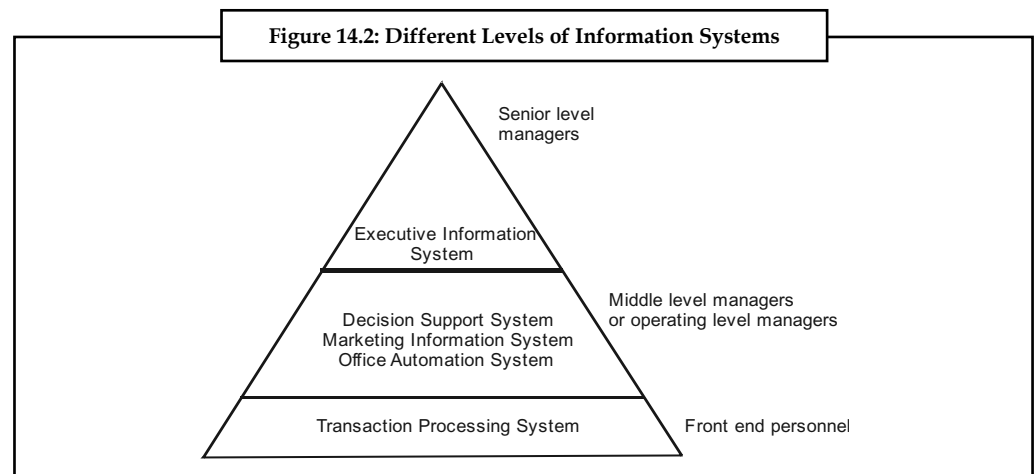 Figure 14.2: Different Levels of Information Systems
Senior level
managers
Executive Information
System
Middle level managers
or operating level managers
Decision Support System
Marketing Information System
Office Automation System
Transaction Processing System
Front end personnel